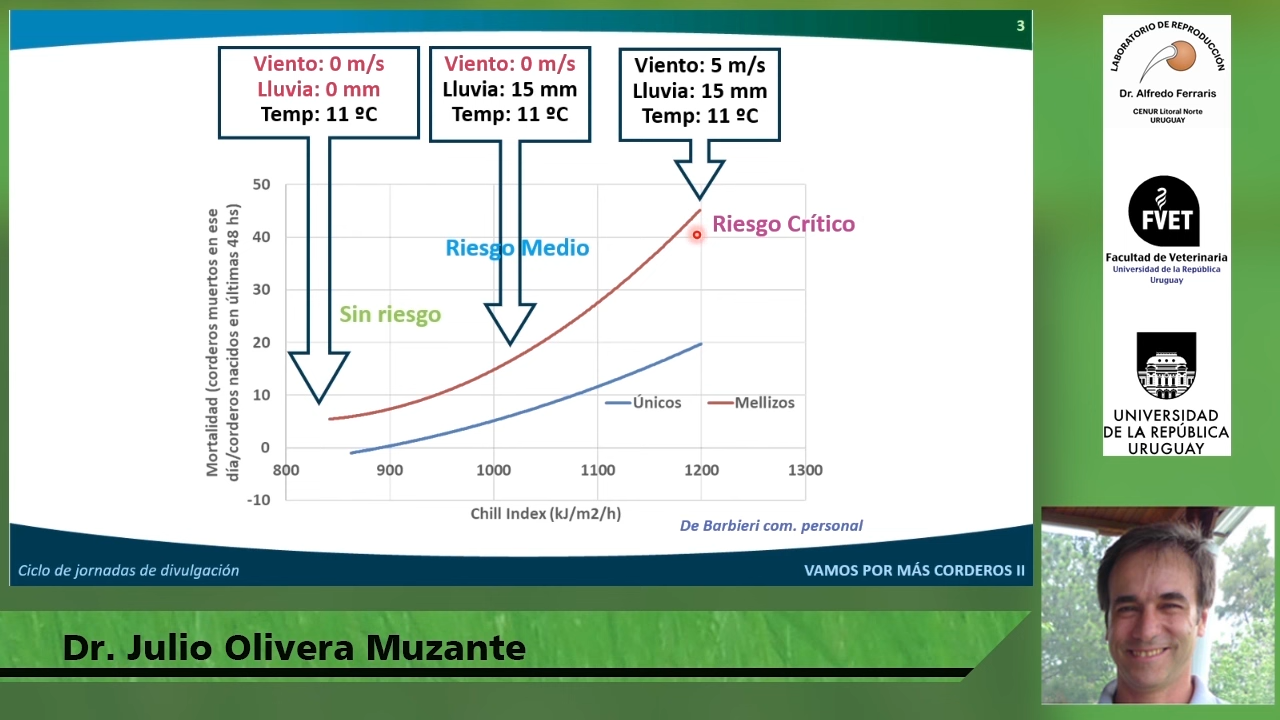 3
Viento: 0 m/s
Lluvia: 0 mm
Temp: 11 ºC
Viento: 0 m/s
Lluvia: 15 mm
Temp: 11 ºC
Viento: 5 m/s
Lluvia: 15 mm
Temp: 11 ºC
Mortalidad (corderos muertos en ese
día/corderos nacidos en últimas 48 hs)
50
40
30
20
10
0
-10
Riesgo Crítico
Riesgo Medio
Sin riesgo
Únicos
Mellizos
800
900
1000
1100
1200
1300
Chill Index (kJ/m2/h)
De Barbieri com. personal
Ciclo de jornadas de divulgación
VAMOS POR MÁS CORDEROS II
LABORATORIO DE REPRODUCCIÓN
Dr. Alfredo Ferraris
CENUR Litoral Norte
URUGUAY
FVET
Facultad de Veterinaria
Universidad de la República
Uruguay
UNIVERSIDAD
DE LA REPÚBLICA
URUGUAY
Dr. Julio Olivera Muzante